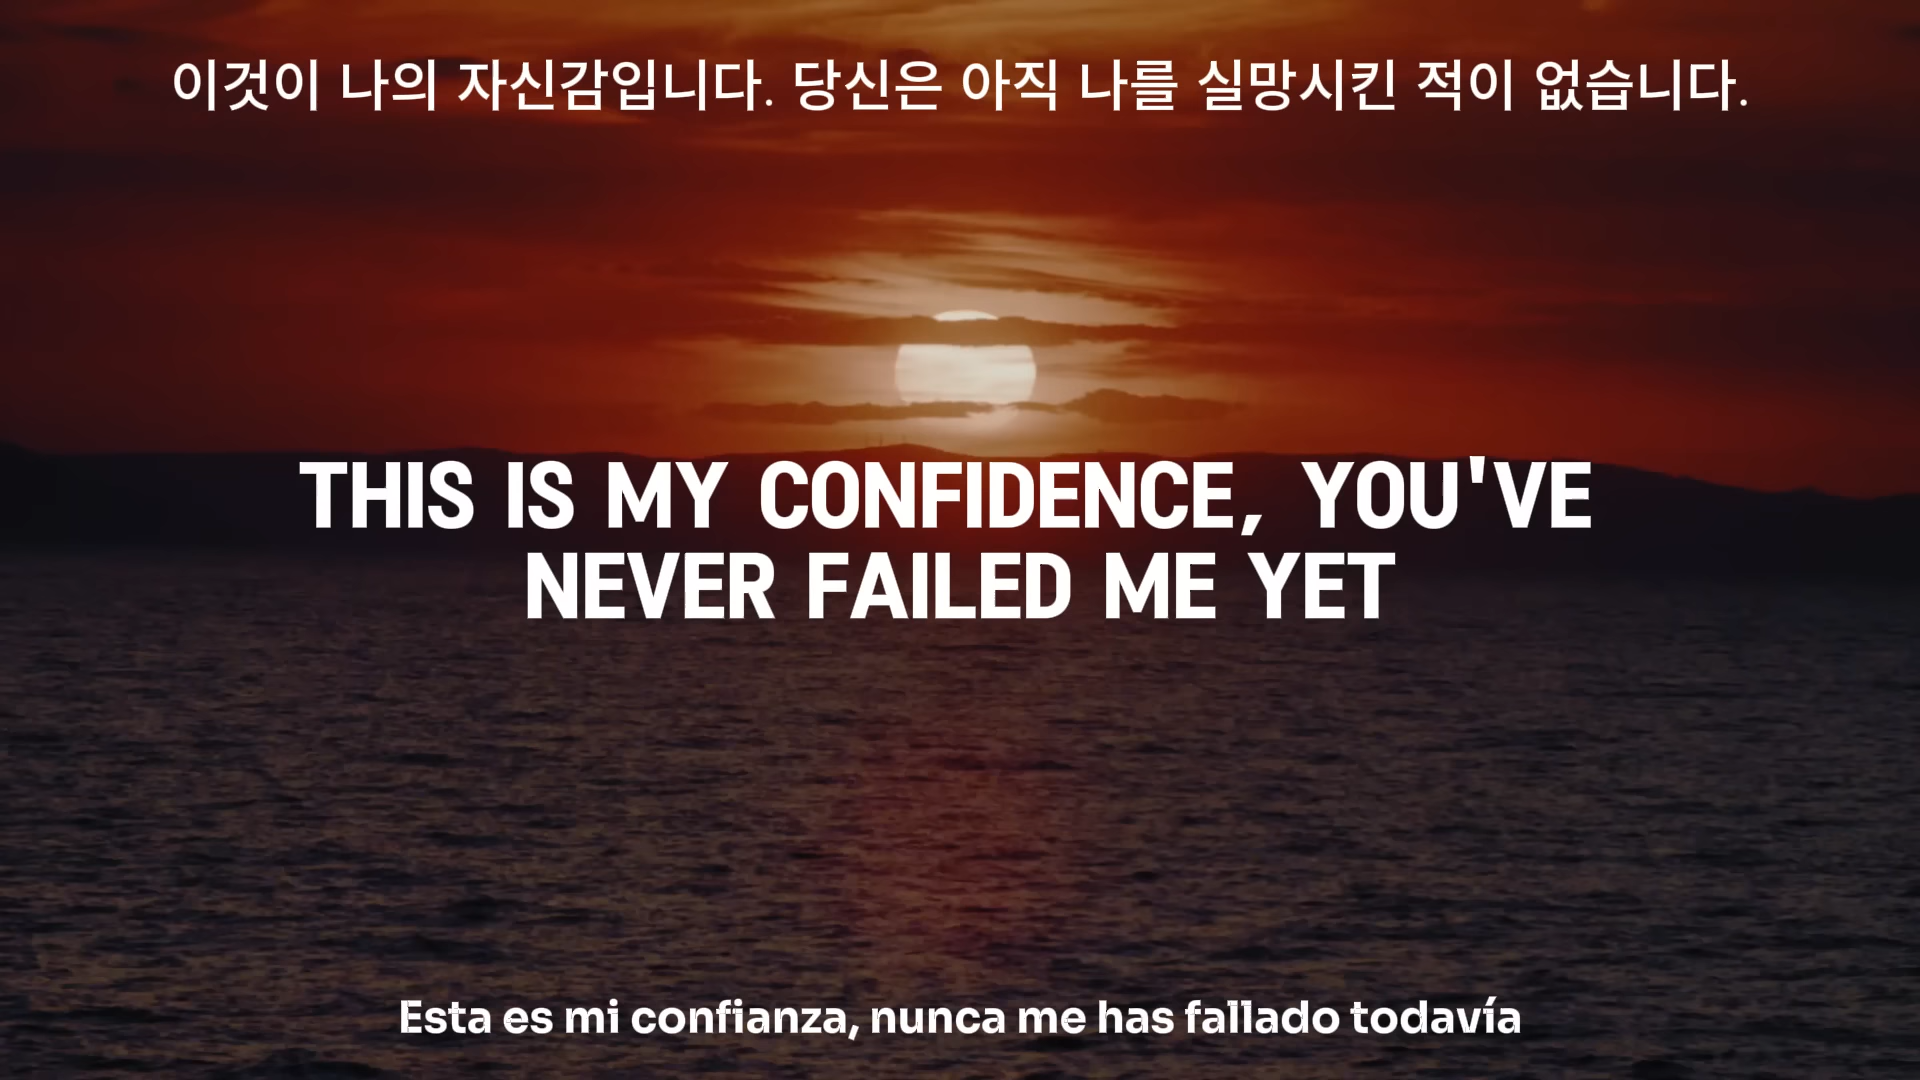 이것이 나의 자신감입니다. 당신은 아직 나를 실망시킨 적이 없습니다.
THIS IS MY CONFIDENCE, YOU'VE
NEVER FAILED ME YET
Esta es mi confianza, nunca me has fallado todavía